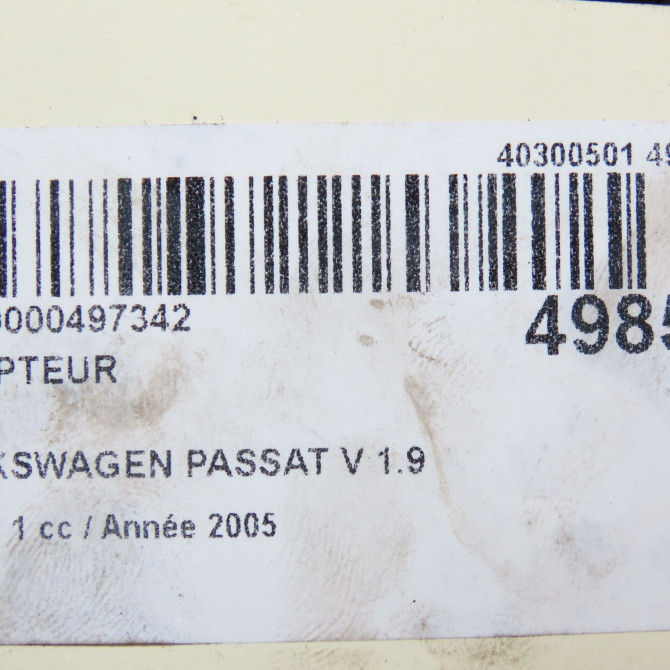 40300501 49
000497342
4985
PTEUR
KSWAGEN PASSAT V 1.9
1 cc / Année 2005